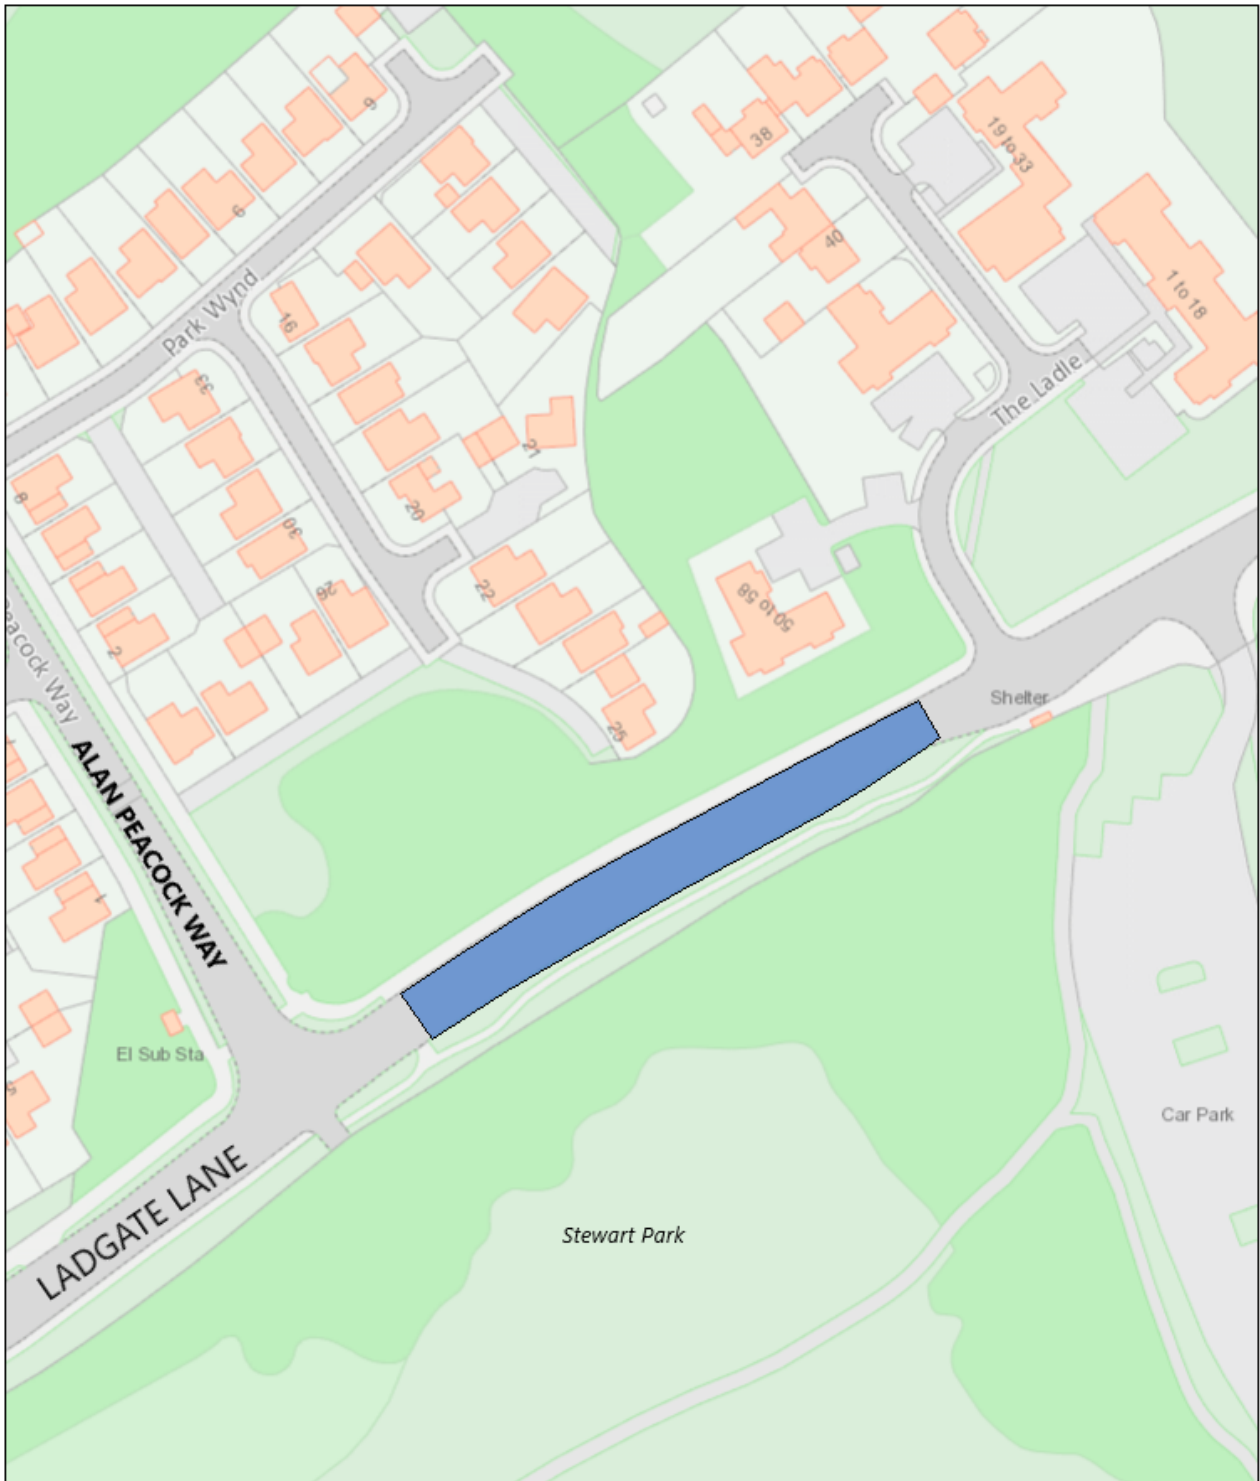 9
38
19 to 33
9
40
1 to 18
16
Park Wynd
33
The Ladle
21
8
20
30
22
26
50 to 58
2
eacock Way
25
Shelter
ALAN PEACOCK WAY
1
El Sub Sta
Car Park
LADGATE LANE
Stewart Park